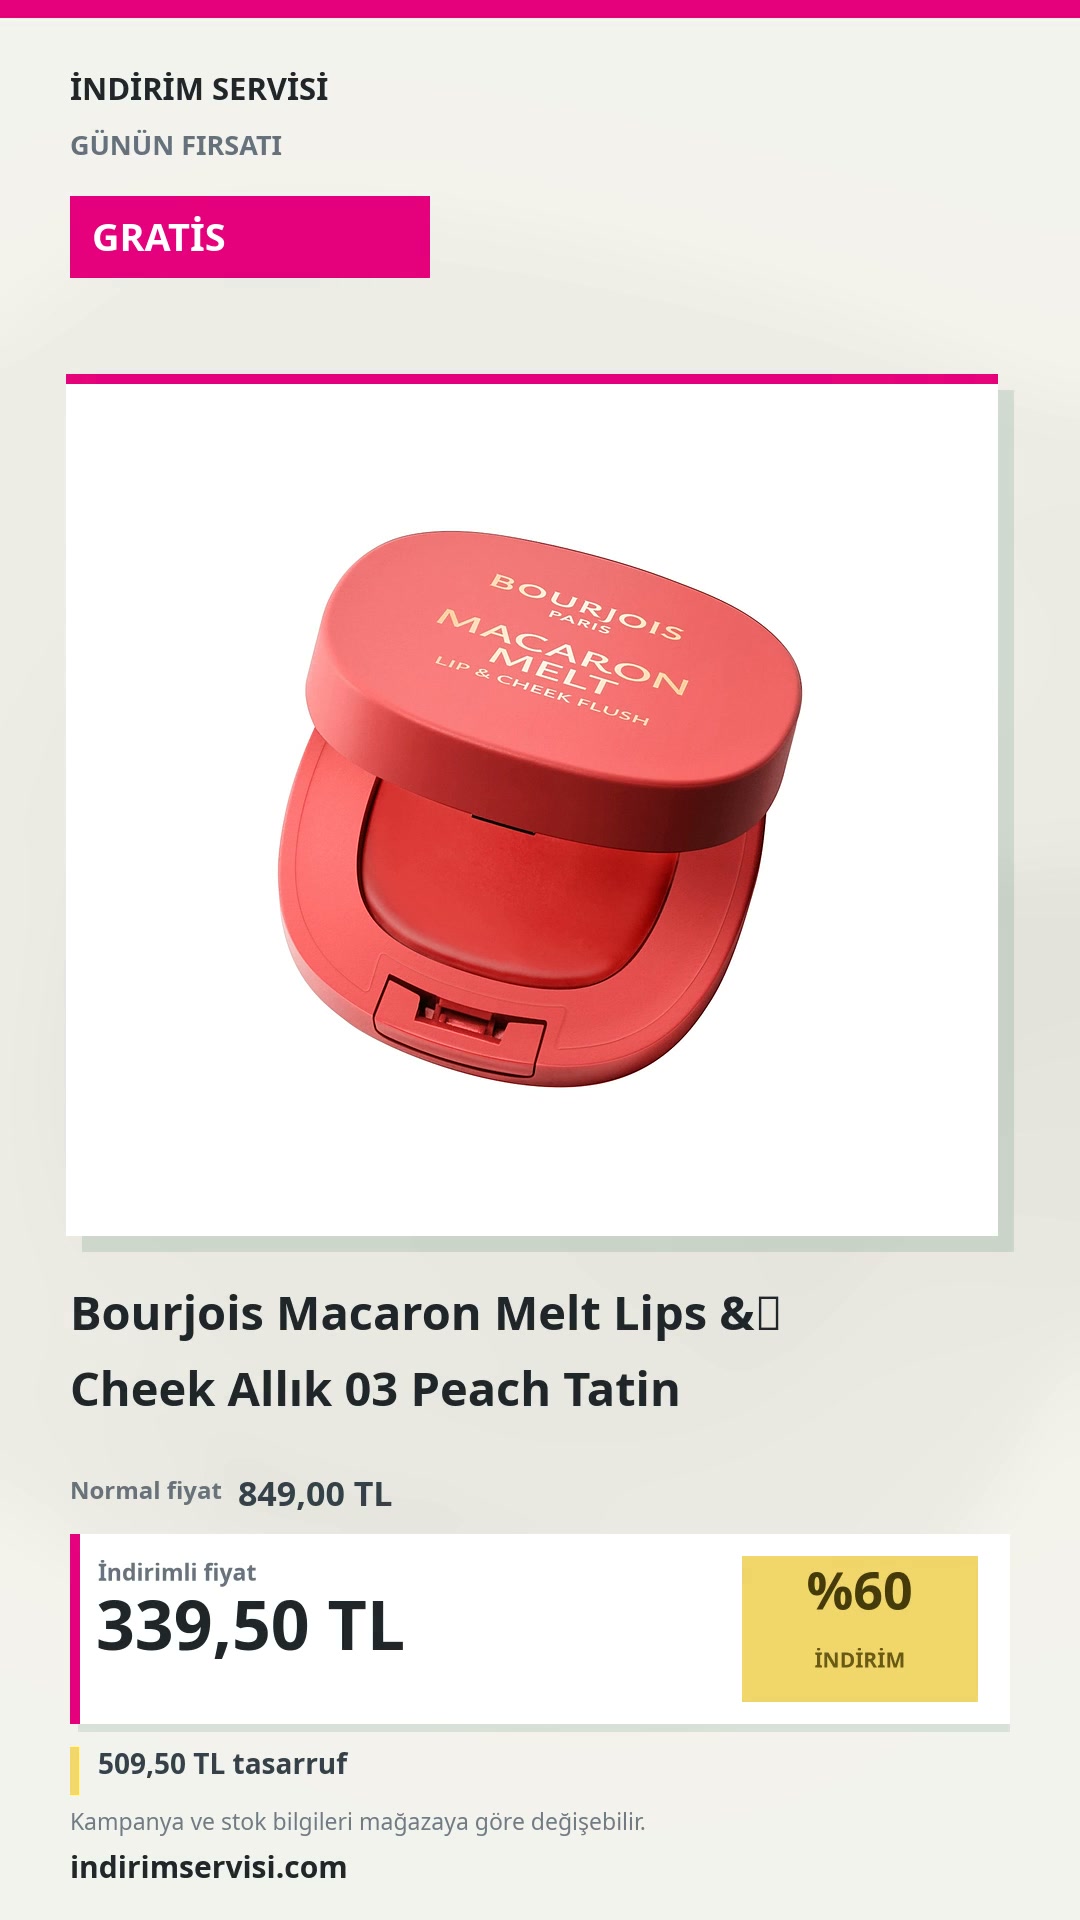 İNDİRİM SERVİSİ
GÜNÜN FIRSATI
GRATİS
BOURJOIS
PARIS
MACARON
MELT
LIP & CHEEK FLUSH
Bourjois Macaron Melt Lips &
Cheek Allık 03 Peach Tatin
Normal fiyat 849,00 TL
İndirimli fiyat
339,50 TL
%60
İNDİRİM
509,50 TL tasarruf
Kampanya ve stok bilgileri mağazaya göre değişebilir.
indirimservisi.com